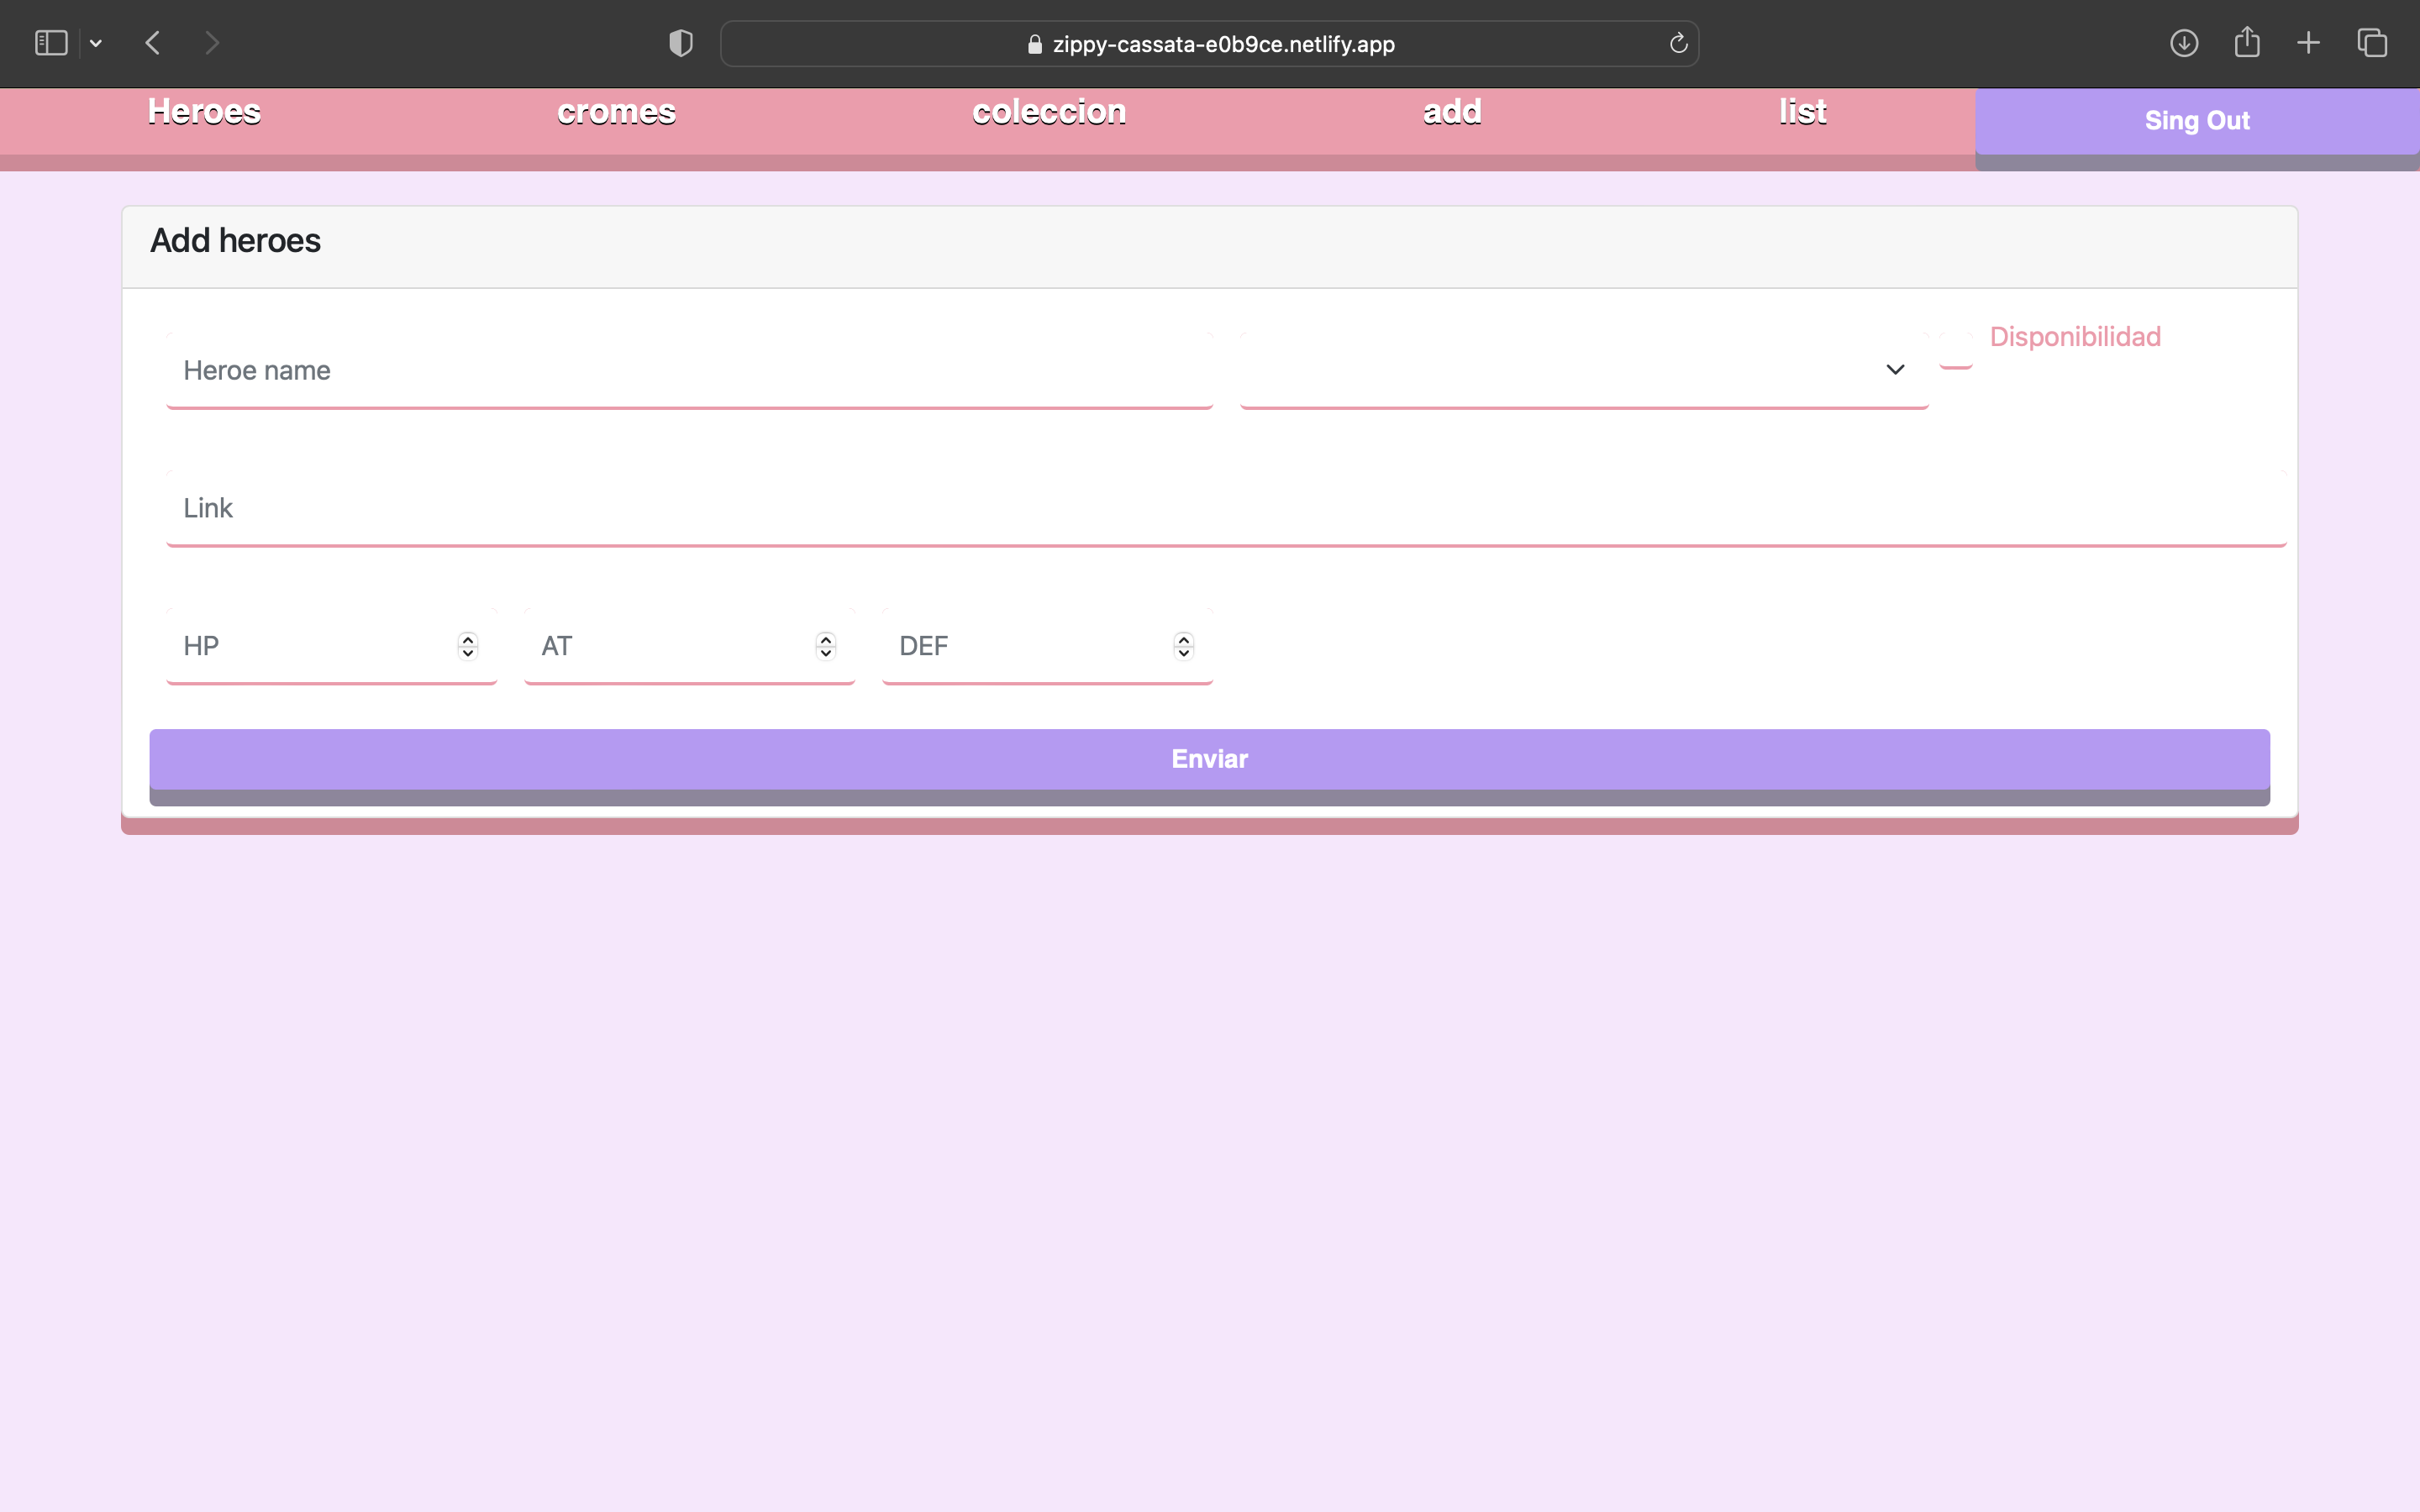 zippy-cassata-e0b9ce.netlify.app
Heroes cromes coleccion add list Sing Out
Add heroes
Heroe name Disponibilidad
Link
HP AT DEF
Enviar